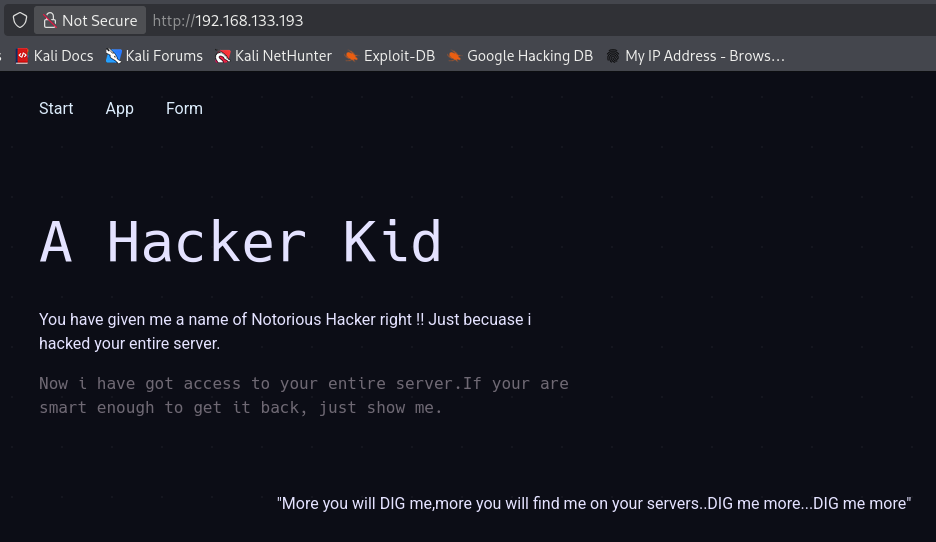 Not Secure http://192.168.133.193
Kali Docs Kali Forums Kali NetHunter Exploit-DB Google Hacking DB My IP Address - Brows...
Start App Form
A Hacker Kid
You have given me a name of Notorious Hacker right !! Just becuase i
hacked your entire server.
Now i have got access to your entire server.If your are
smart enough to get it back, just show me.
"More you will DIG me,more you will find me on your servers..DIG me more...DIG me more"